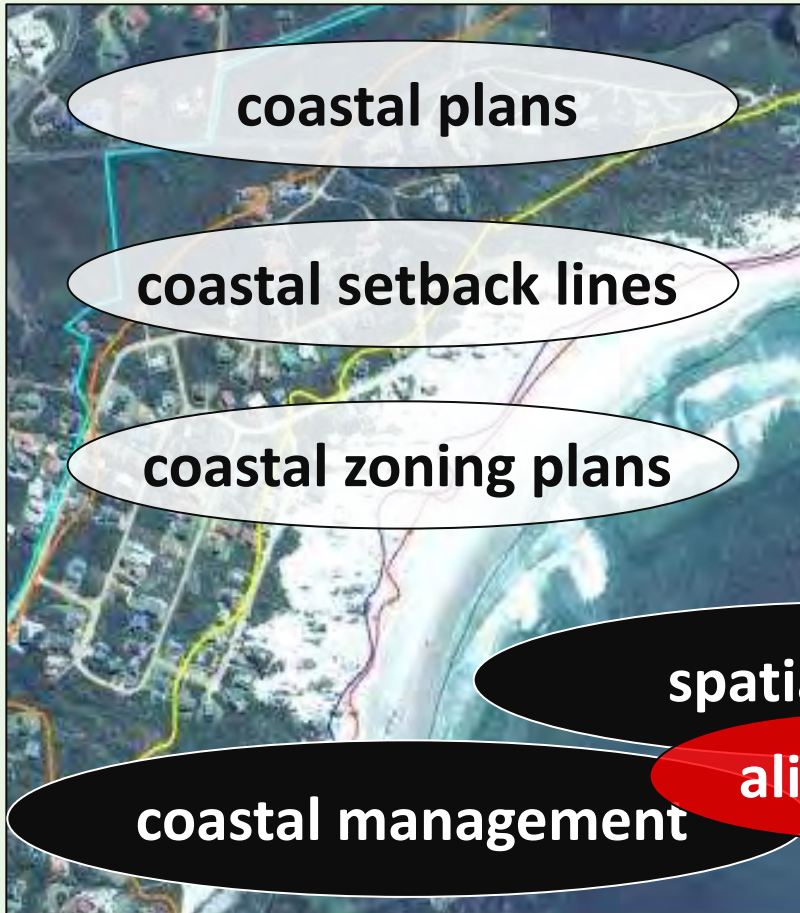 coastal plans
coastal setback lines
coastal zoning plans
coastal management